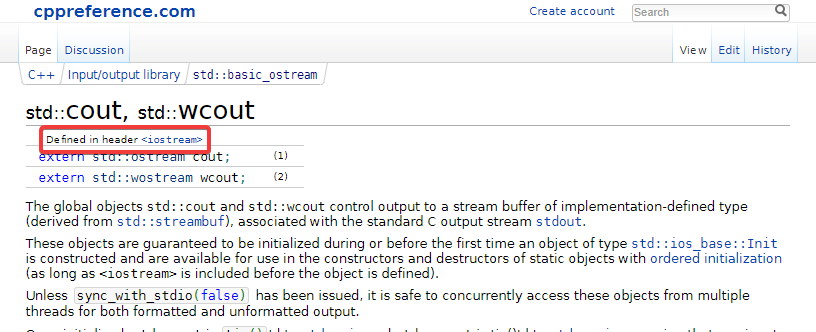 cppreference.com
Create account
Search
Page Discussion
View Edit History
C++ Input/output library std::basic_ostream
std::cout, std::wcout
Defined in header <iostream>
extern std::ostream cout; (1)
extern std::wostream wcout; (2)
The global objects std::cout and std::wcout control output to a stream buffer of implementation-defined type
(derived from std::streambuf), associated with the standard C output stream stdout.
These objects are guaranteed to be initialized during or before the first time an object of type std::ios_base::Init
is constructed and are available for use in the constructors and destructors of static objects with ordered initialization
(as long as <iostream> is included before the object is defined).
Unless sync_with_stdio(false) has been issued, it is safe to concurrently access these objects from multiple
threads for both formatted and unformatted output.